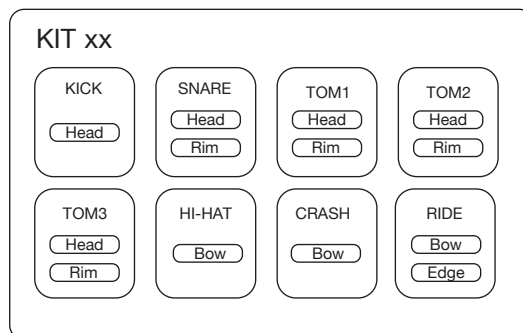 KIT xx
KICK
Head
SNARE
Head
Rim
TOM1
Head
Rim
TOM2
Head
Rim
TOM3
Head
Rim
HI-HAT
Bow
CRASH
Bow
RIDE
Bow
Edge